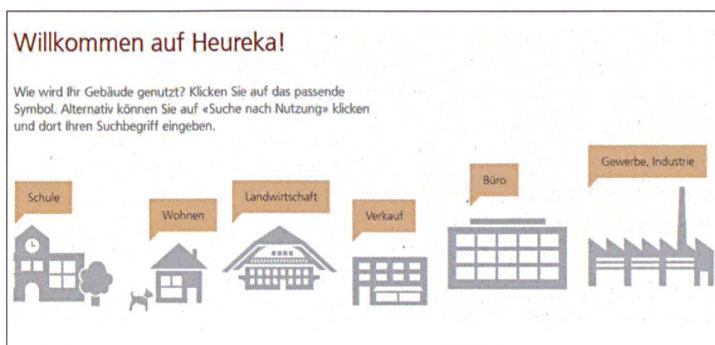 Willkommen auf Heureka!
Wie wird Ihr Gebäude genutzt? Klicken Sie auf das passende
Symbol. Alternativ können Sie auf «Suche nach Nutzung» klicken
und dort Ihren Suchbegriff eingeben.
Schule
Wohnen
Landwirtschaft
Verkauf
Büro
Gewerbe, Industrie